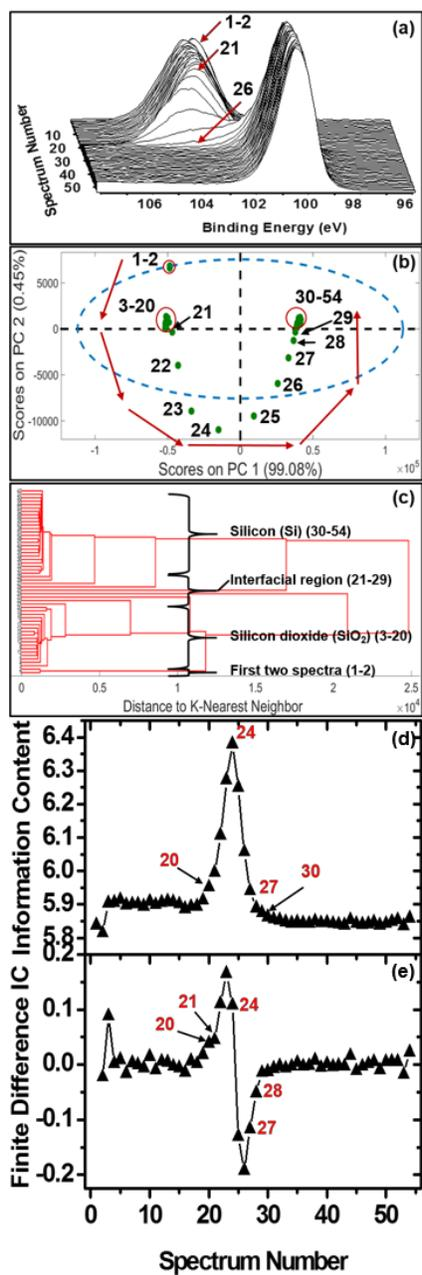 (a)
1-2
21
26
Spectrum Number
10
20
30
40
50
106 104 102 100 98 96
Binding Energy (eV)
(b)
Scores on PC 2 (0.45%)
5000
0
-5000
-10000
1-2
3-20
21
22
23
24
25
26
27
28
29
30-54
-1 -0.5 0 0.5 1
×10⁵
Scores on PC 1 (99.08%)
(c)
Silicon (Si) (30-54)
Interfacial region (21-29)
Silicon dioxide (SiO₂) (3-20)
First two spectra (1-2)
0 0.5 1 1.5 2 2.5
x 10⁴
Distance to K-Nearest Neighbor
(d)
Information Content
6.4
6.3
6.2
6.1
6.0
5.9
5.8
24
20
27
30
(e)
Finite Difference IC
0.2
0.1
0.0
-0.1
-0.2
21
20
24
28
27
0 10 20 30 40 50
Spectrum Number